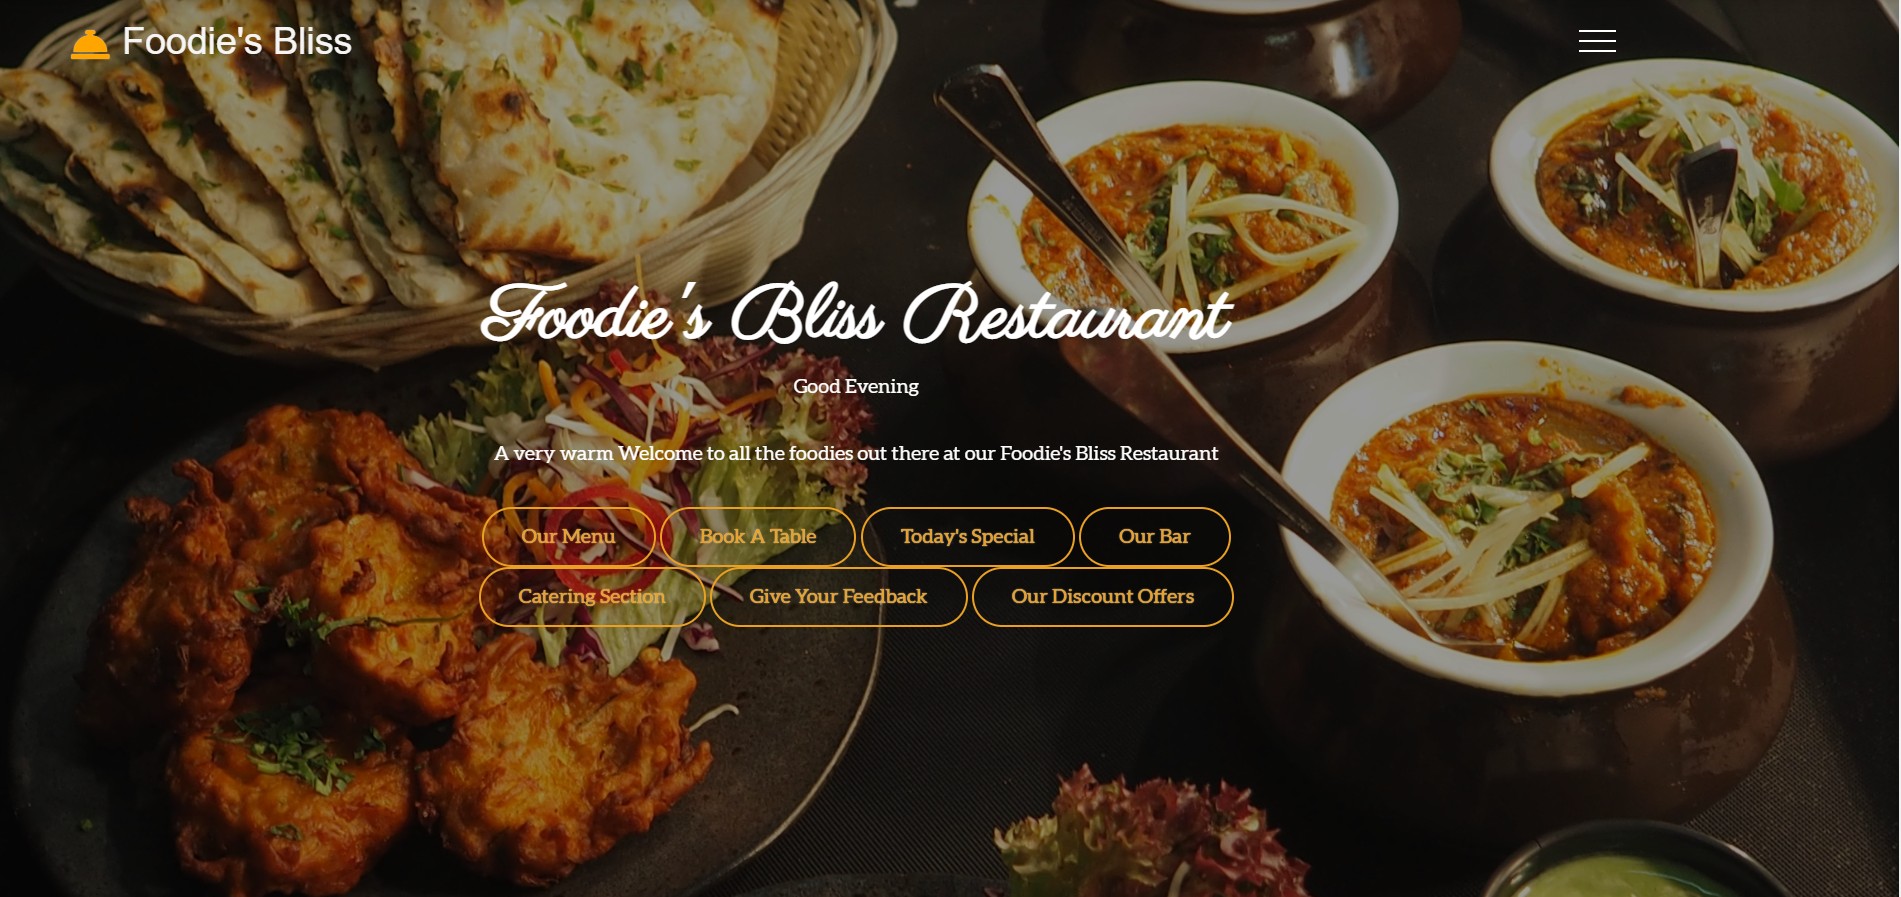 Foodie's Bliss
Foodie's Bliss Restaurant
Good Evening
A very warm Welcome to all the foodies out there at our Foodie's Bliss Restaurant
Our Menu Book A Table Today's Special Our Bar
Catering Section Give Your Feedback Our Discount Offers